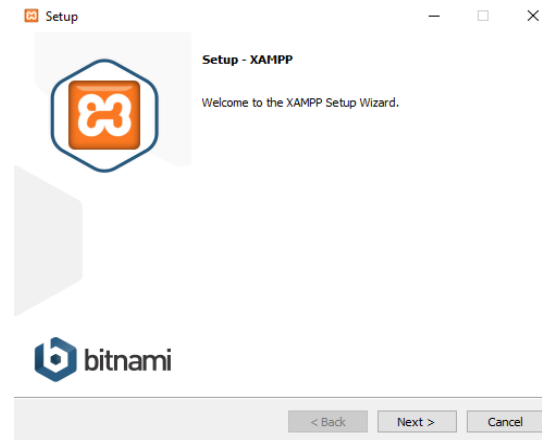 Setup
Setup - XAMPP
Welcome to the XAMPP Setup Wizard.
bitnami
< Back
Next >
Cancel